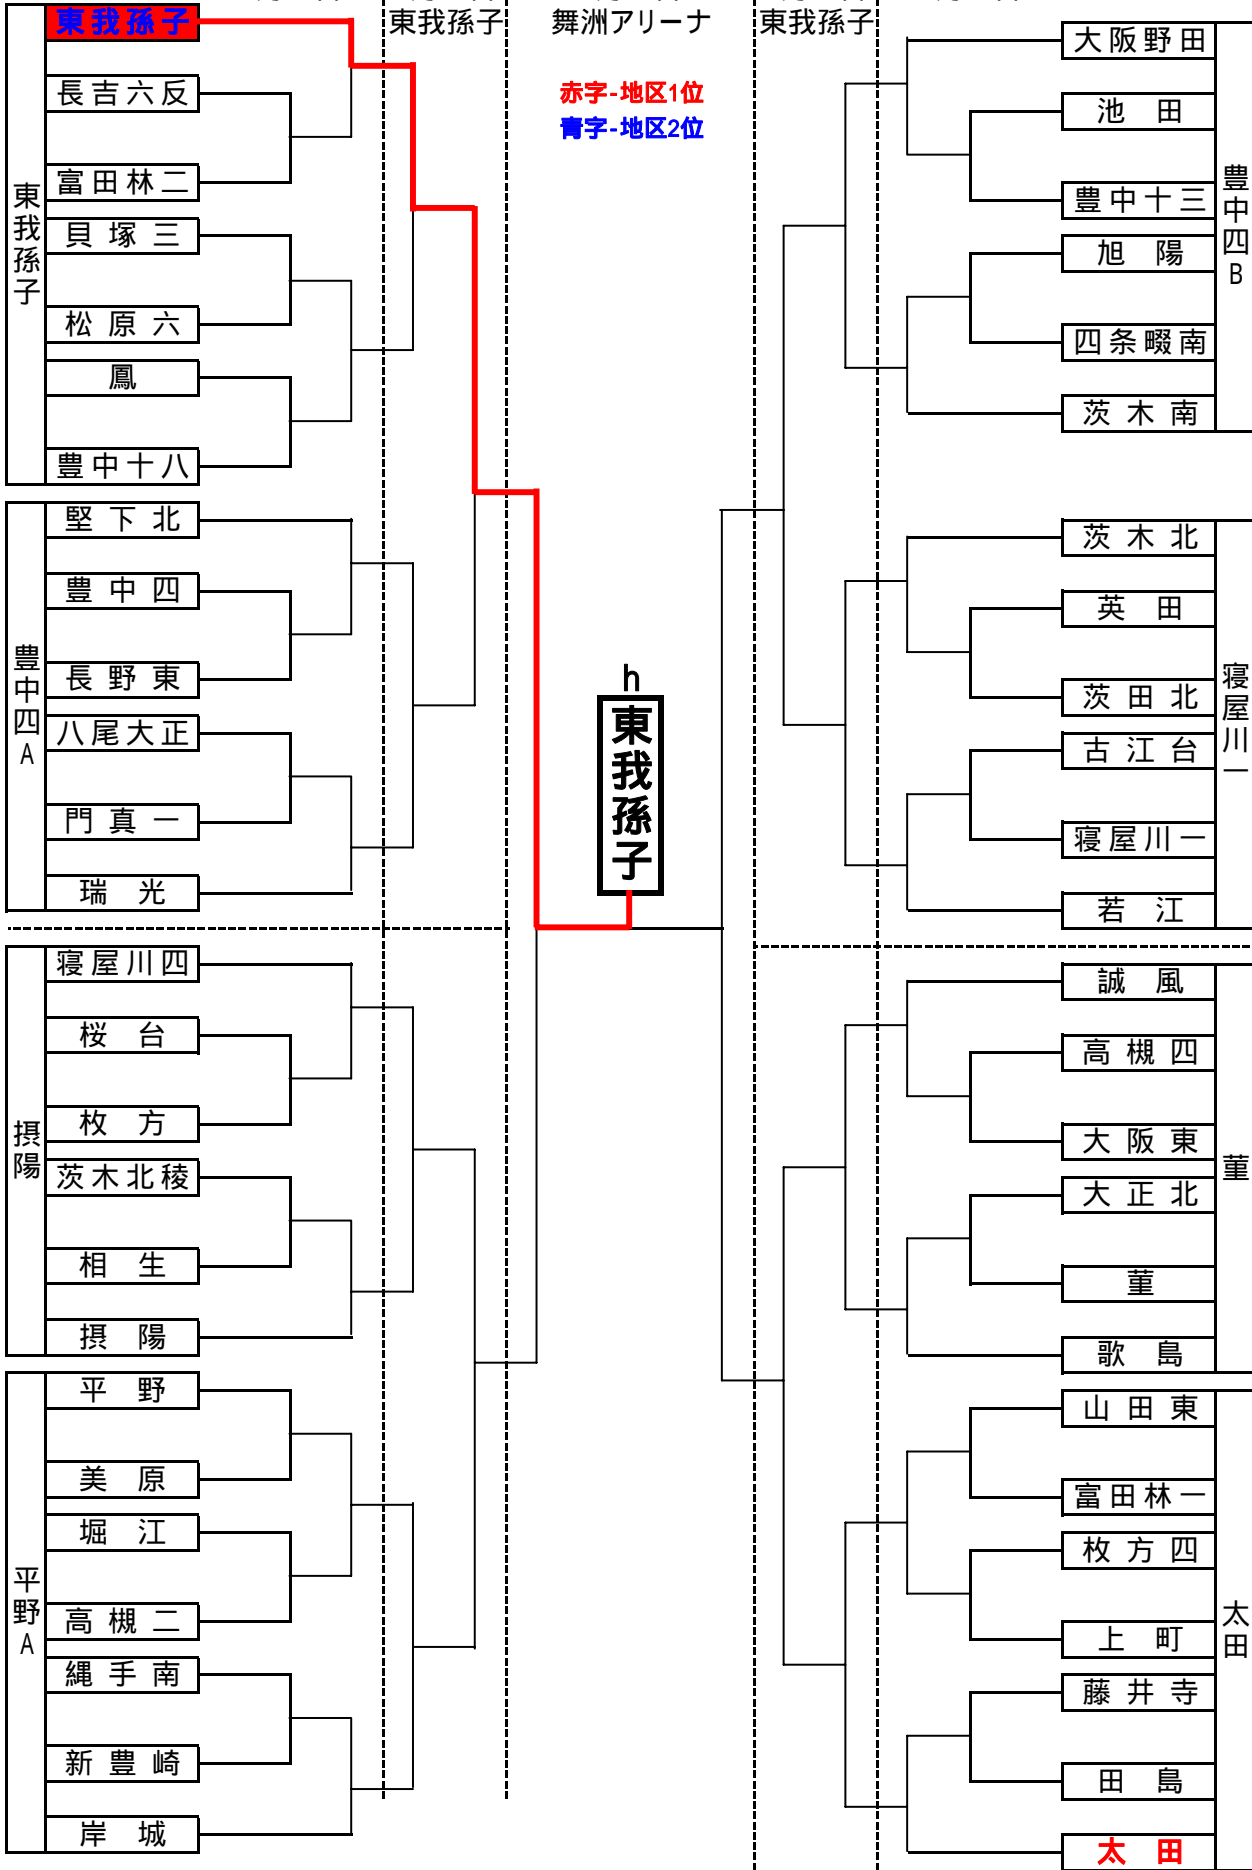 東我孫子
舞洲アリーナ
東我孫子
赤字-地区1位
青字-地区2位
東我孫子
東我孫子
長吉六反
富田林二
貝塚三
松原六
鳳
豊中十八
豊中四A
堅下北
豊中四
長野東
八尾大正
門真一
瑞光
摂陽
寝屋川四
桜台
枚方
茨木北稜
相生
摂陽
平野A
平野
美原
堀江
高槻二
縄手南
新豊崎
岸城
h
東我孫子
大阪野田
池田
豊中十三
旭陽
四条畷南
茨木南
豊中四B
茨木北
英田
茨田北
古江台
寝屋川一
若江
寝屋川一
誠風
高槻四
大阪東
大正北
菫
歌島
菫
山田東
富田林一
枚方四
上町
藤井寺
田島
太田
太田